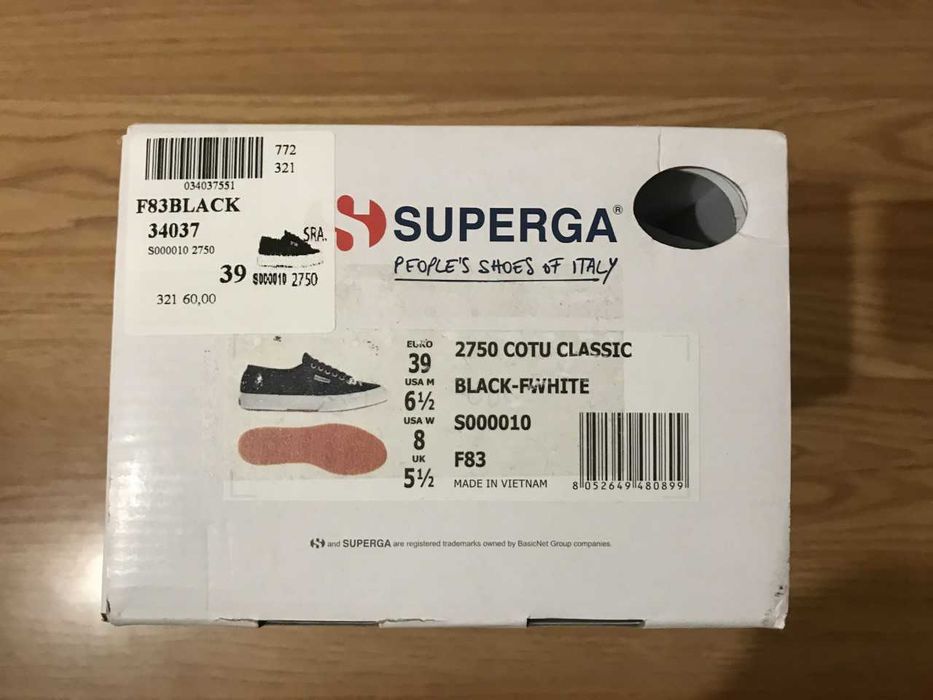 772
321
034037551
F83BLACK
34037
S000010 2750
SRA.
39 S000010 2750
321 60,00
SUPERGA®
PEOPLE'S SHOES OF ITALY
EURO
39
USA M
6½
USA W
8
UK
5½
2750 COTU CLASSIC
BLACK-FWHITE
S000010
F83
MADE IN VIETNAM
8 052649 480899
S and SUPERGA are registered trademarks owned by BasicNet Group companies.